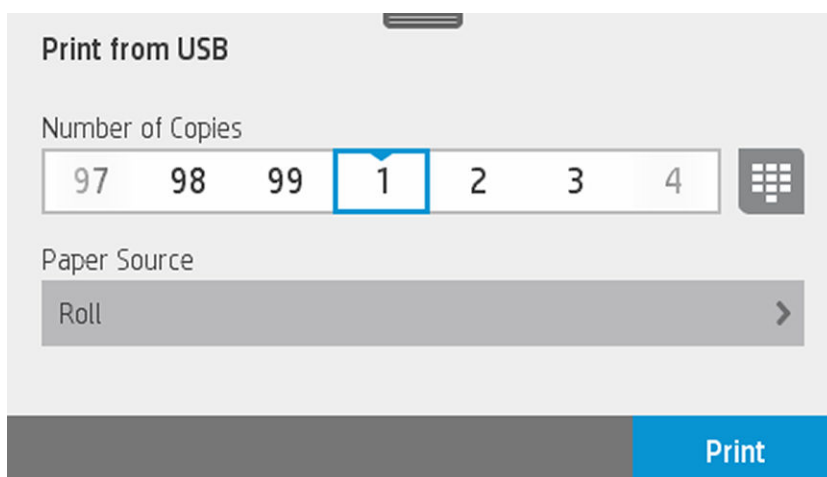 Print from USB
Number of Copies
97 98 99 1 2 3 4
Paper Source
Roll
Print